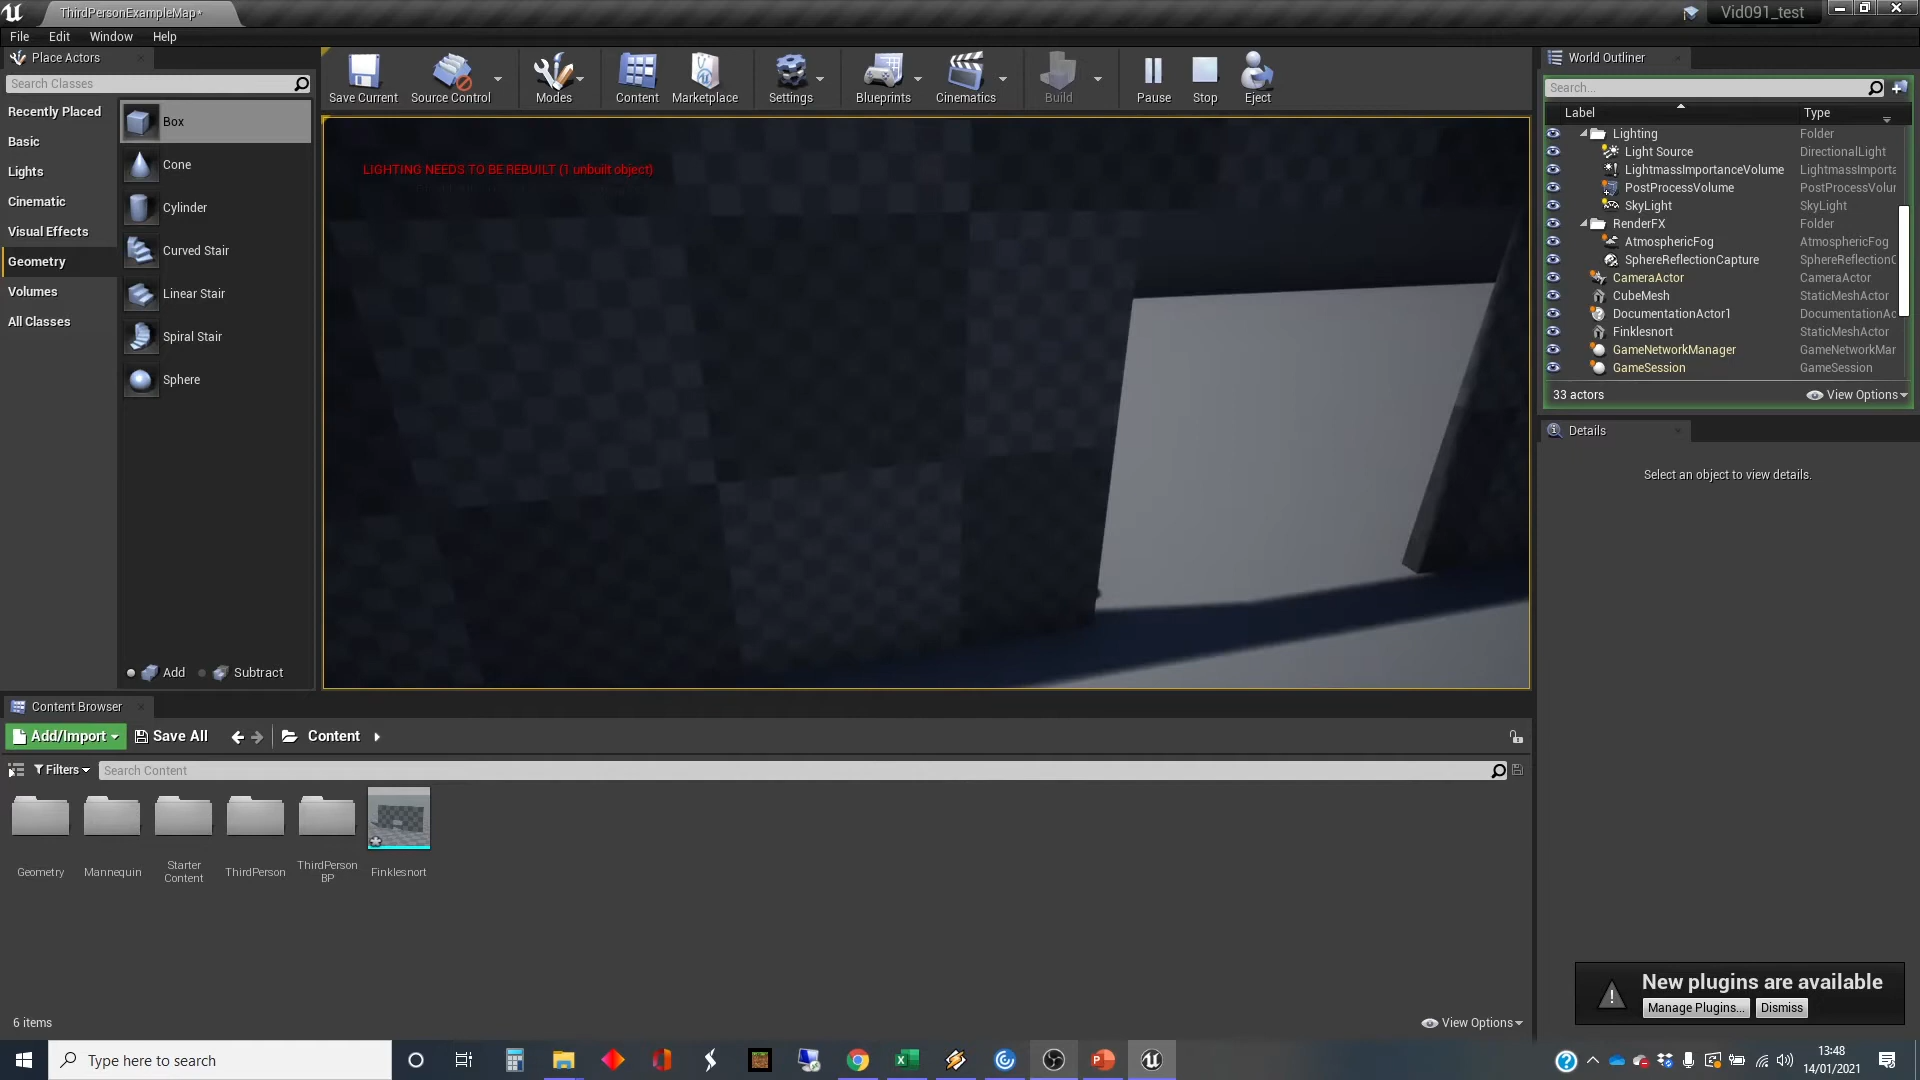 ThirdPersonExampleMap*
Vid091_test
File Edit Window Help
Place Actors
Search Classes
Recently Placed
Basic
Lights
Cinematic
Visual Effects
Geometry
Volumes
All Classes
Box
Cone
Cylinder
Curved Stair
Linear Stair
Spiral Stair
Sphere
Add Subtract
Save Current Source Control Modes Content Marketplace Settings Blueprints Cinematics Build Pause Stop Eject
LIGHTING NEEDS TO BE REBUILT (1 unbuilt object)
World Outliner
Search...
Label Type
Lighting Folder
Light Source DirectionalLight
LightmassImportanceVolume LightmassImporta
PostProcessVolume PostProcessVolur
SkyLight SkyLight
RenderFX Folder
AtmosphericFog AtmosphericFog
SphereReflectionCapture SphereReflectionC
CameraActor CameraActor
CubeMesh StaticMeshActor
DocumentationActor1 DocumentationAc
Finklesnort StaticMeshActor
GameNetworkManager GameNetworkMar
GameSession GameSession
33 actors View Options
Details
Select an object to view details.
Content Browser
Add/Import Save All Content
Filters Search Content
Geometry
Mannequin
Starter
Content
ThirdPerson
ThirdPerson
BP
Finklesnort
6 items View Options
New plugins are available
Manage Plugins... Dismiss
Type here to search
13:48
14/01/2021